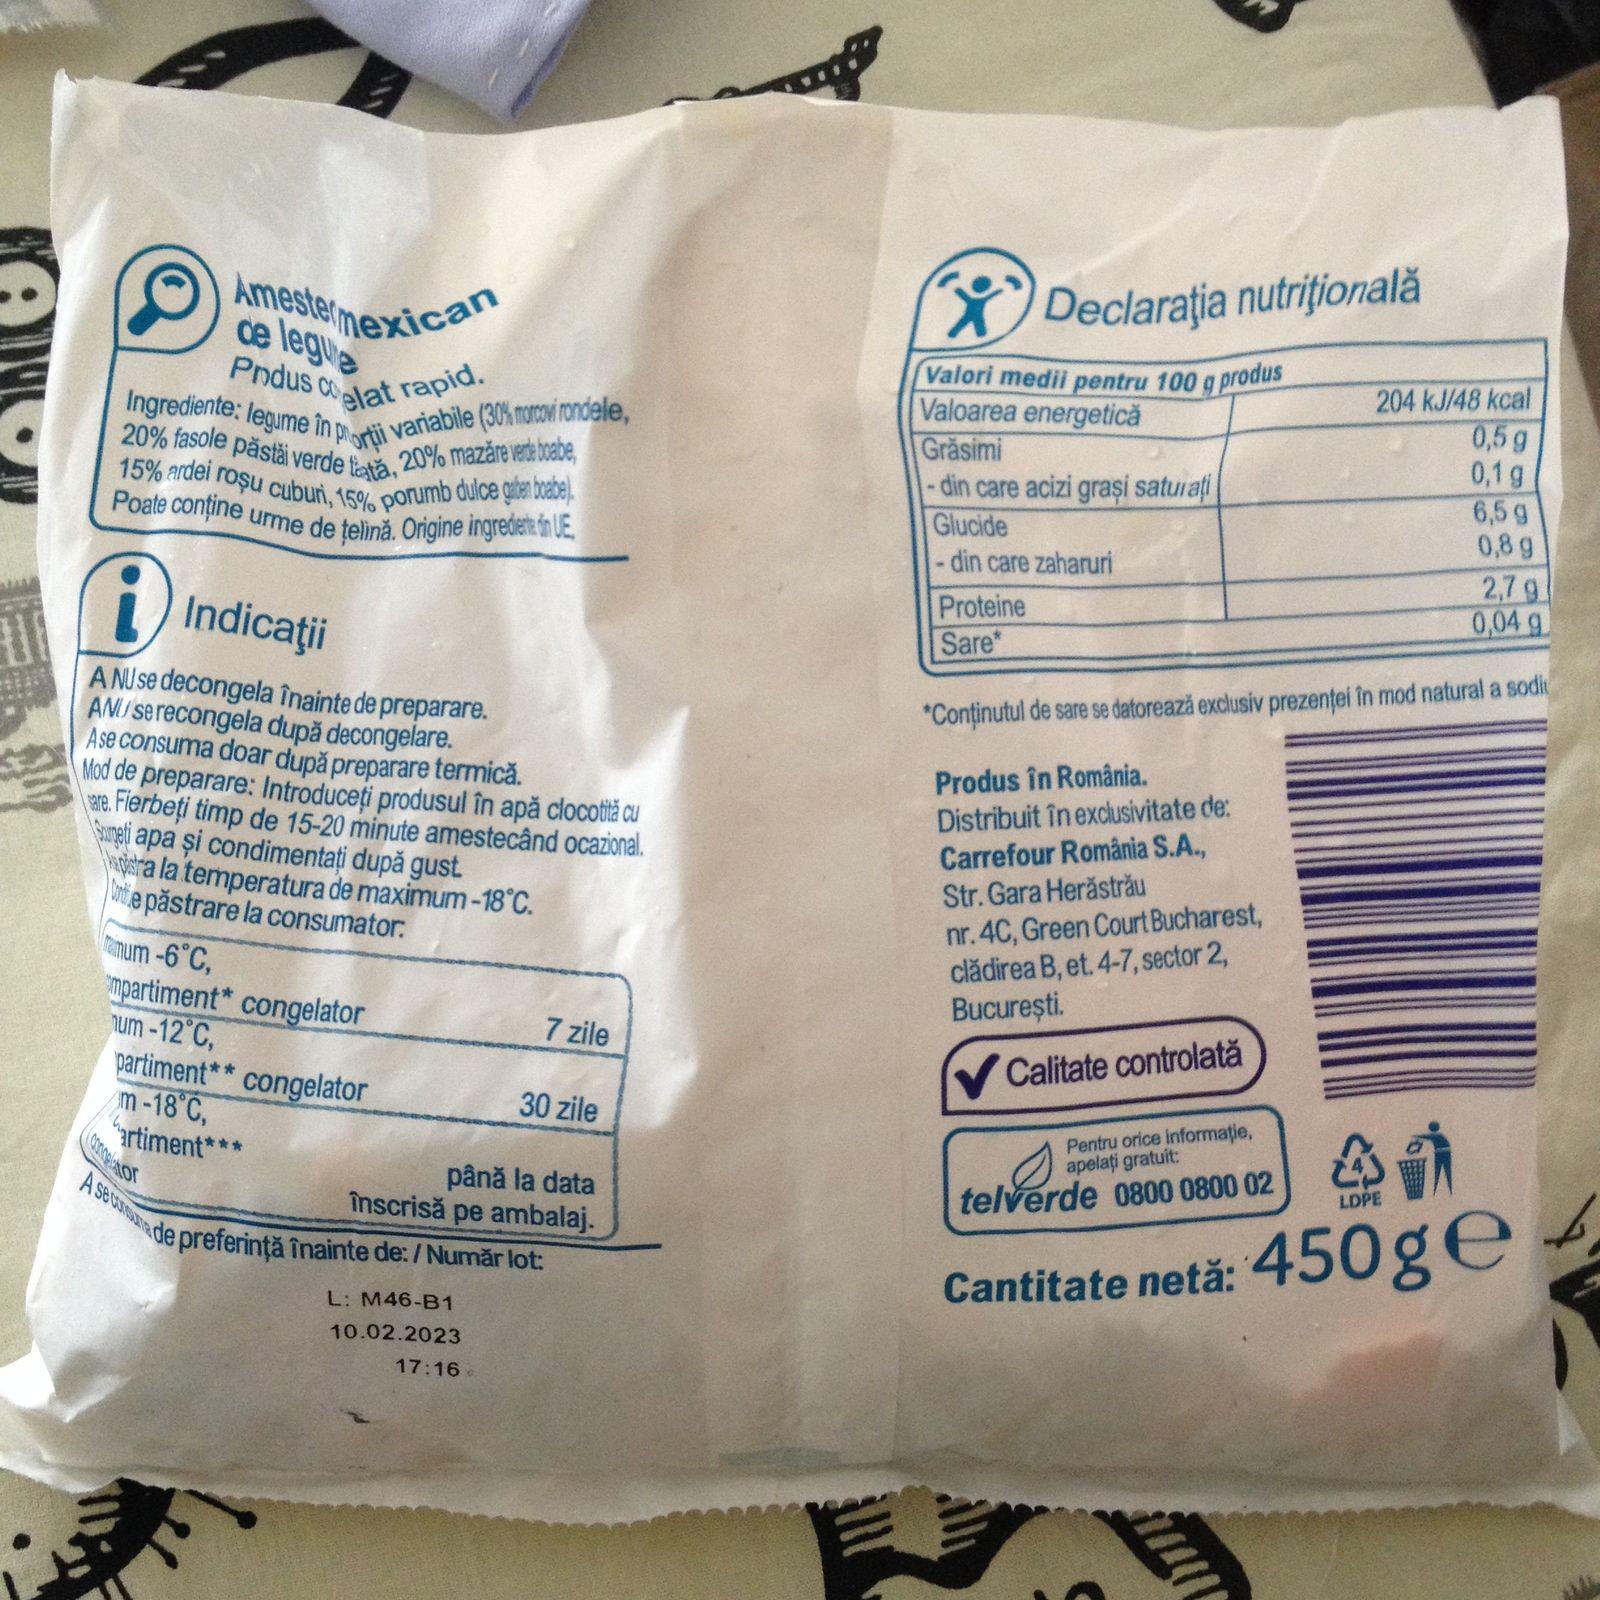 Amestec mexican
de legume
Produs congelat rapid.
Ingrediente: legume în proporții variabile (30% morcovi rondele,
20% fasole păstăi verde tăiată, 20% mazăre verde boabe,
15% ardei roșu cuburi, 15% porumb dulce galben boabe).
Poate conține urme de țelină. Origine ingrediente din UE.
Indicaţii
A NU se decongela înainte de preparare.
A NU se recongela după decongelare.
A se consuma doar după preparare termică.
Mod de preparare: Introduceți produsul în apă clocotită cu
sare. Fierbeți timp de 15-20 minute amestecând ocazional.
Scurgeți apa și condimentați după gust.
A se păstra la temperatura de maximum -18°C.
Condiții de păstrare la consumator:
maximum -6°C,
compartiment* congelator
7 zile
-12°C,
partiment** congelator
30 zile
-18°C,
artiment***
congelator
până la data
înscrisă pe ambalaj.
A se consuma de preferință înainte de: / Număr lot:
L: M46-B1
10.02.2023
17:16
Declaraţia nutriţională
Valori medii pentru 100 g produs
Valoarea energetică 204 kJ/48 kcal
Grăsimi 0,5 g
- din care acizi grași saturați 0,1 g
Glucide 6,5 g
- din care zaharuri 0,8 g
Proteine 2,7 g
Sare* 0,04 g
*Conținutul de sare se datorează exclusiv prezenței în mod natural a
Produs în România.
Distribuit în exclusivitate de:
Carrefour România S.A.,
Str. Gara Herăstrău
nr. 4C, Green Court Bucharest,
clădirea B, et. 4-7, sector 2,
București.
Calitate controlată
Pentru orice informație,
apelați gratuit:
telverde 0800 0800 02
4
LDPE
Cantitate netă: 450 g e